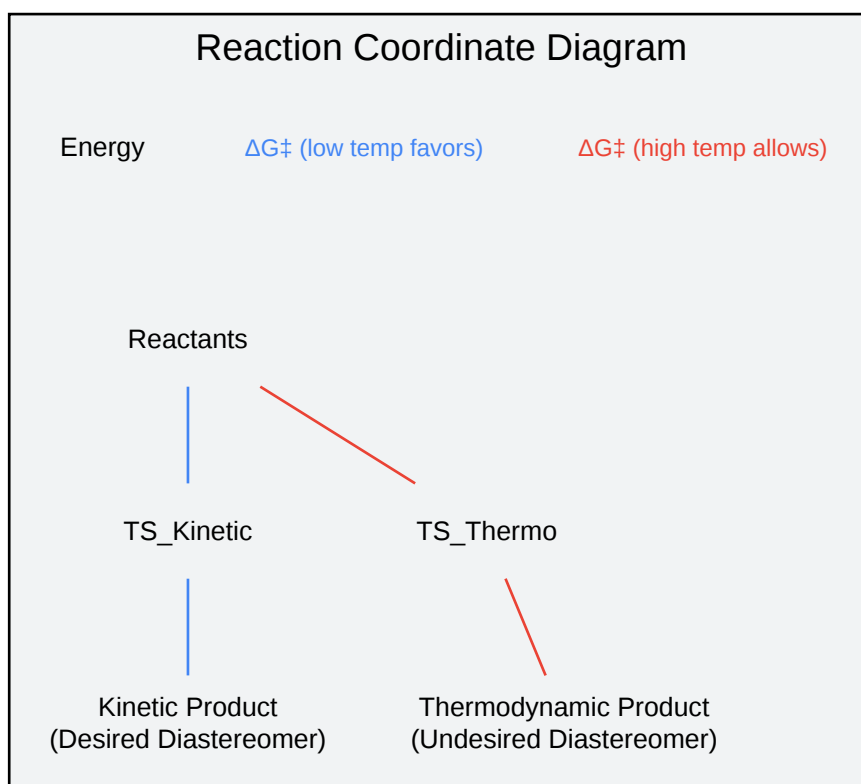 Reaction Coordinate Diagram
Energy
ΔG‡ (low temp favors)
ΔG‡ (high temp allows)
Reactants
TS_Kinetic
TS_Thermo
Kinetic Product
(Desired Diastereomer)
Thermodynamic Product
(Undesired Diastereomer)